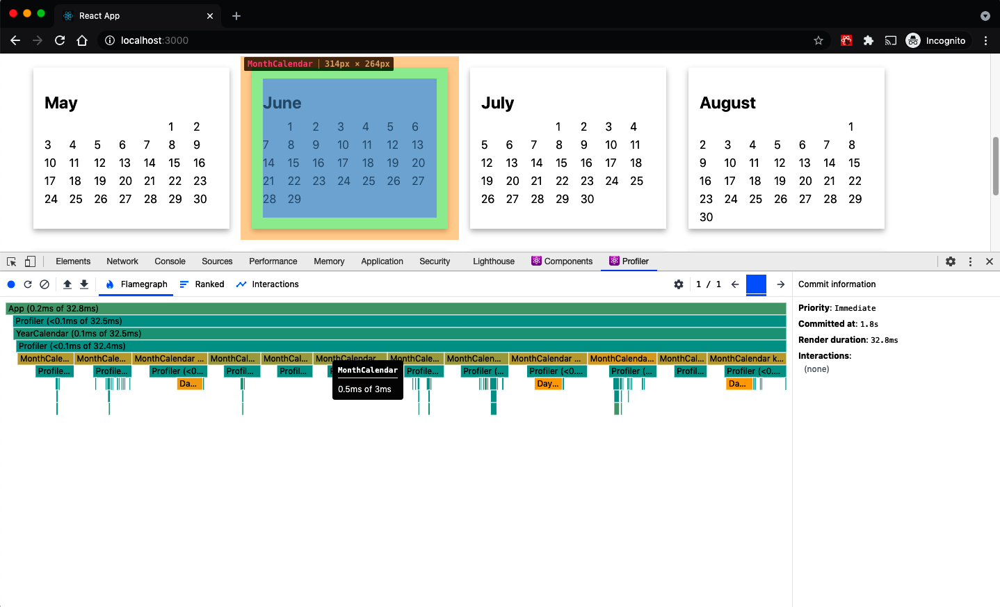 React App
localhost:3000
Incognito
MonthCalendar | 314px × 264px
May
1 2
3 4 5 6 7 8 9
10 11 12 13 14 15 16
17 18 19 20 21 22 23
24 25 26 27 28 29 30
June
1 2 3 4 5 6
7 8 9 10 11 12 13
14 15 16 17 18 19 20
21 22 23 24 25 26 27
28 29
July
1 2 3 4
5 6 7 8 9 10 11
12 13 14 15 16 17 18
19 20 21 22 23 24 25
26 27 28 29 30
August
1
2 3 4 5 6 7 8
9 10 11 12 13 14 15
16 17 18 19 20 21 22
23 24 25 26 27 28 29
30
Elements Network Console Sources Performance Memory Application Security Lighthouse Components Profiler
Flamegraph Ranked Interactions 1 / 1
App (0.2ms of 32.8ms)
Profiler (<0.1ms of 32.5ms)
YearCalendar (0.1ms of 32.5ms)
Profiler (<0.1ms of 32.4ms)
MonthCale... MonthCale... MonthCalendar ... MonthCal... MonthCal... MonthCalendar MonthCale... MonthCalen... MonthCalendar ... MonthCalenda... MonthCal... MonthCalendar k...
Profile... Profile... Profiler (<0... Profil... Profil... Profile... Profiler (... Profiler (<0.... Profiler (... Profil... Profiler (<0....
Da... Day... Da...
MonthCalendar
0.5ms of 3ms
Commit information
Priority: Immediate
Committed at: 1.8s
Render duration: 32.8ms
Interactions:
(none)